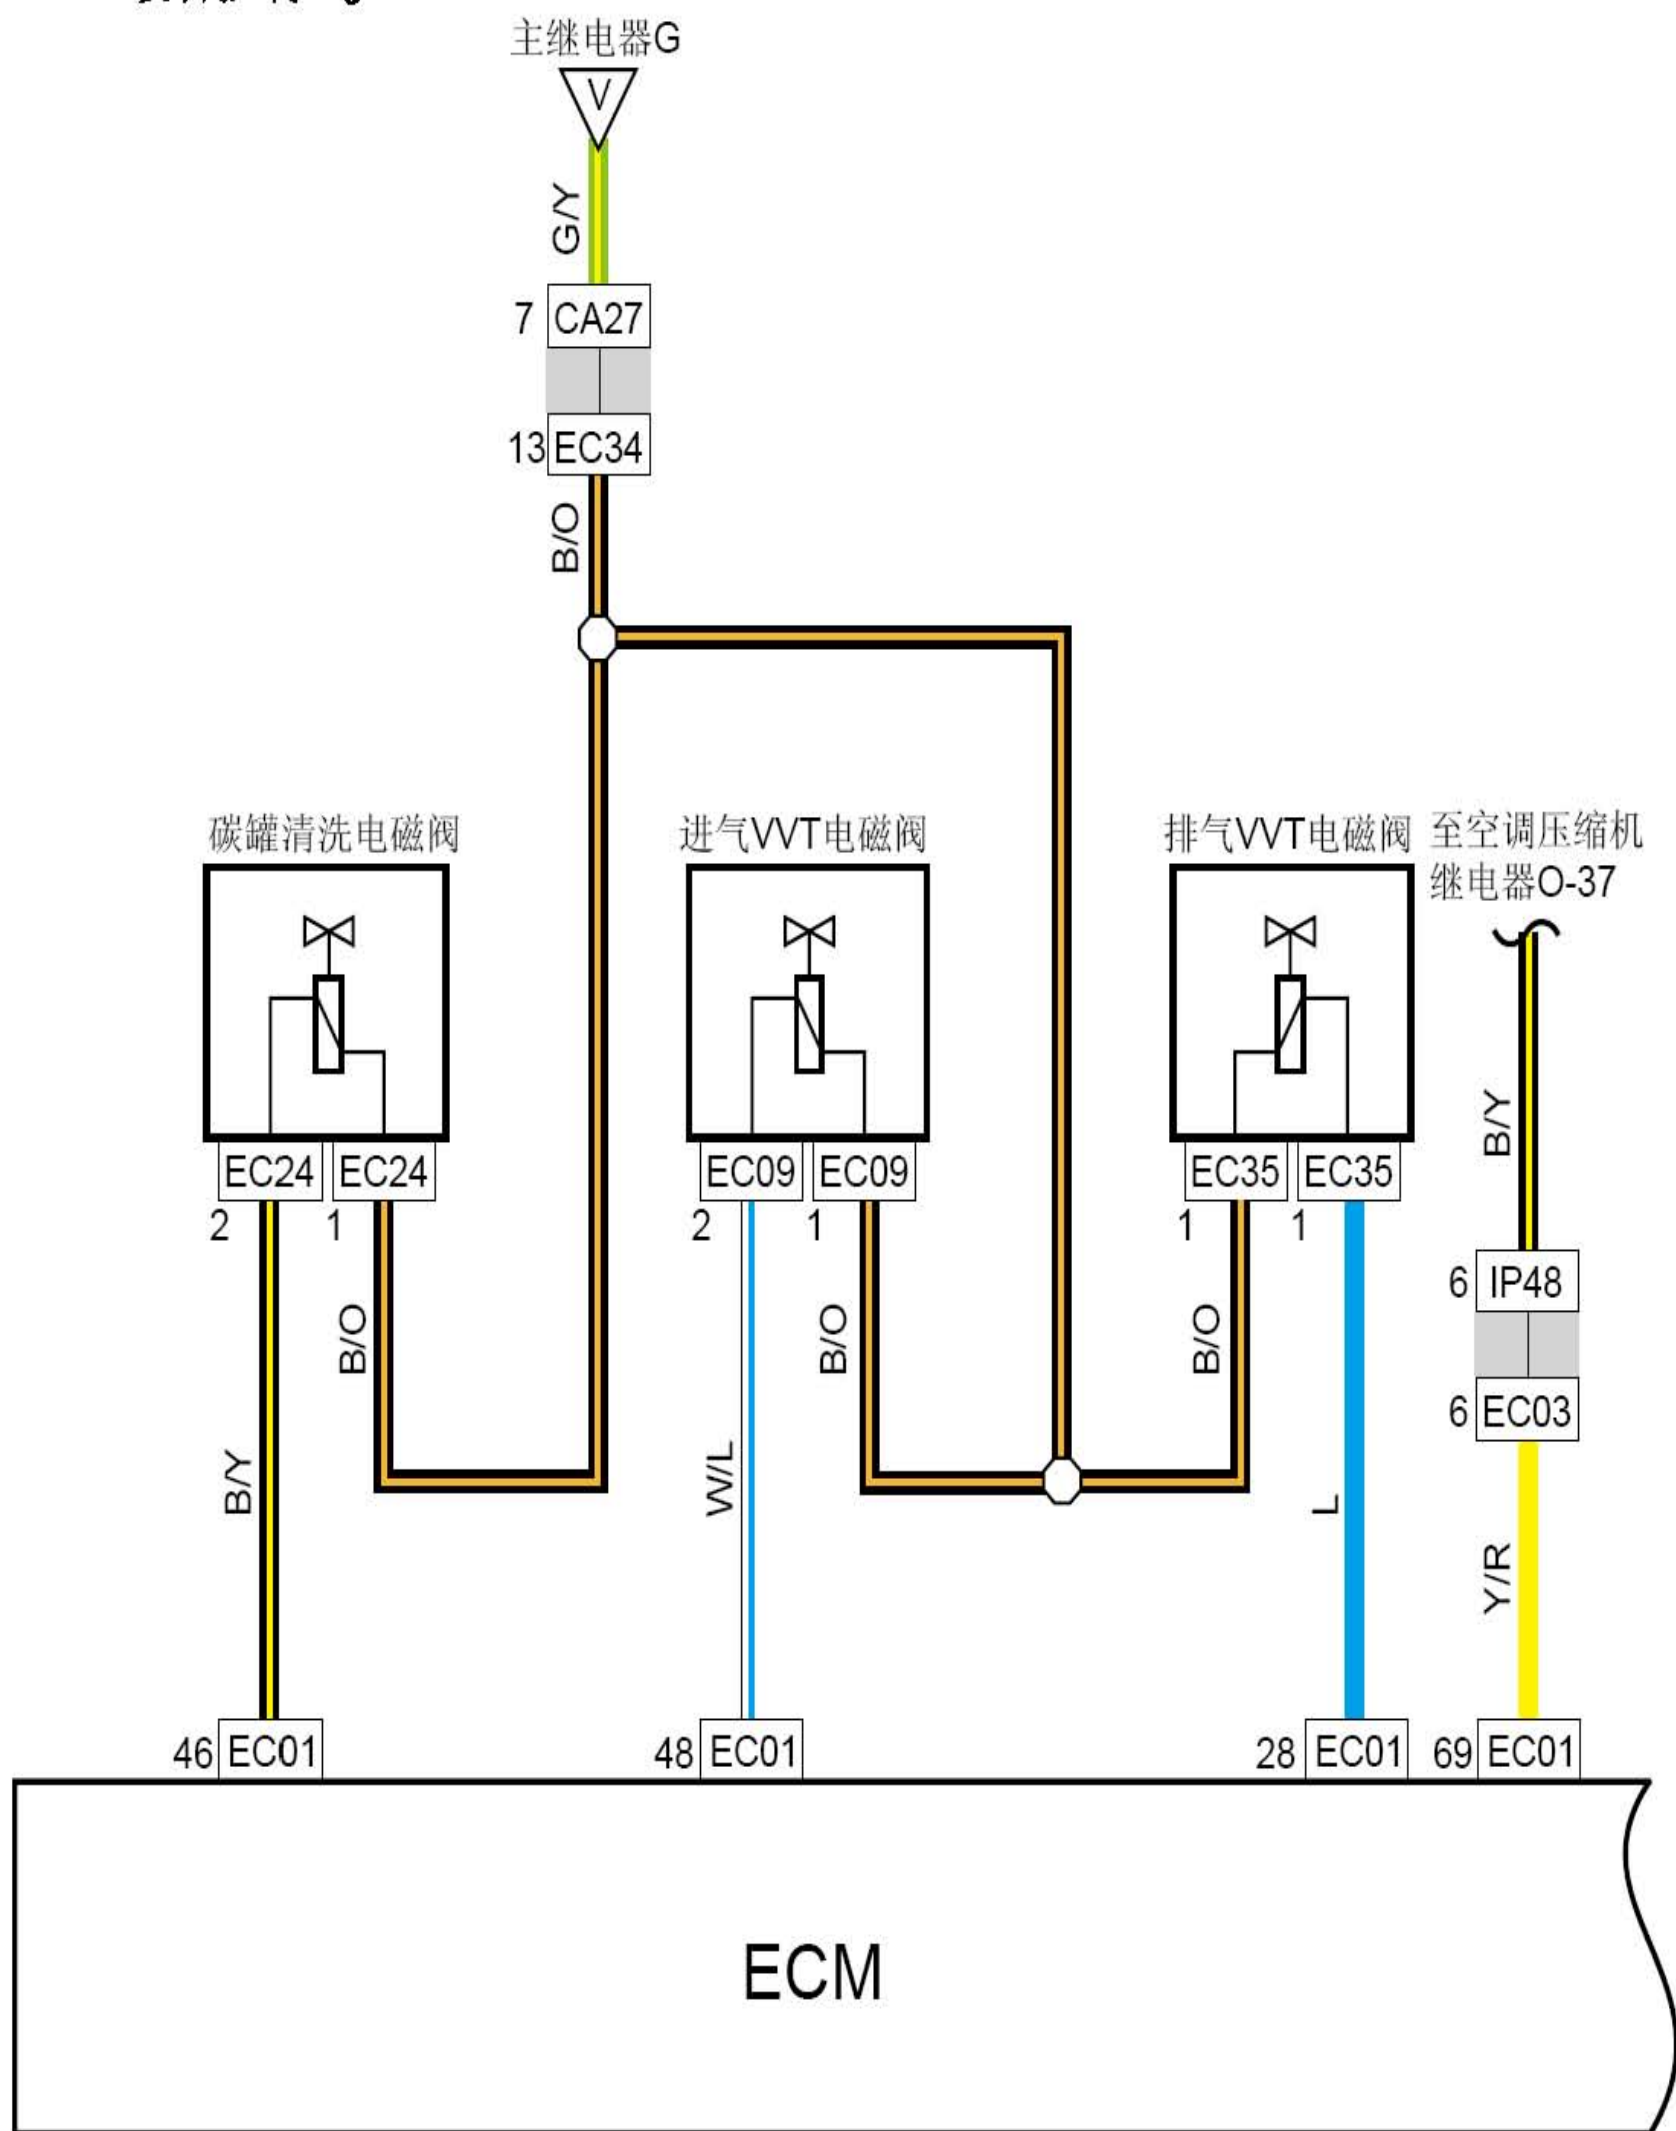 主继电器G
V
G/Y
7 CA27
13 EC34
B/O
碳罐清洗电磁阀
进气VVT电磁阀
排气VVT电磁阀
至空调压缩机
继电器O-37
B/Y
EC24 EC24
EC09 EC09
EC35 EC35
2 1
2 1
1 1
6 IP48
B/O
B/O
B/O
6 EC03
B/Y
W/L
L
Y/R
46 EC01
48 EC01
28 EC01
69 EC01
ECM